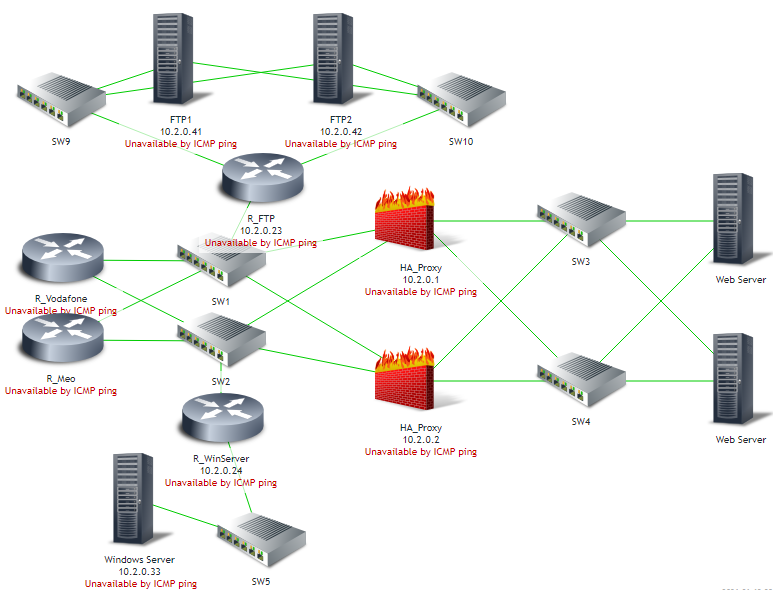 FTP1
10.2.0.41
Unavailable by ICMP ping
FTP2
10.2.0.42
Unavailable by ICMP ping
SW9
SW10
R_FTP
10.2.0.23
Unavailable by ICMP ping
HA_Proxy
10.2.0.1
Unavailable by ICMP ping
SW3
Web Server
R_Vodafone
Unavailable by ICMP ping
SW1
R_Meo
Unavailable by ICMP ping
SW2
HA_Proxy
10.2.0.2
Unavailable by ICMP ping
SW4
Web Server
R_WinServer
10.2.0.24
Unavailable by ICMP ping
Windows Server
10.2.0.33
Unavailable by ICMP ping
SW5